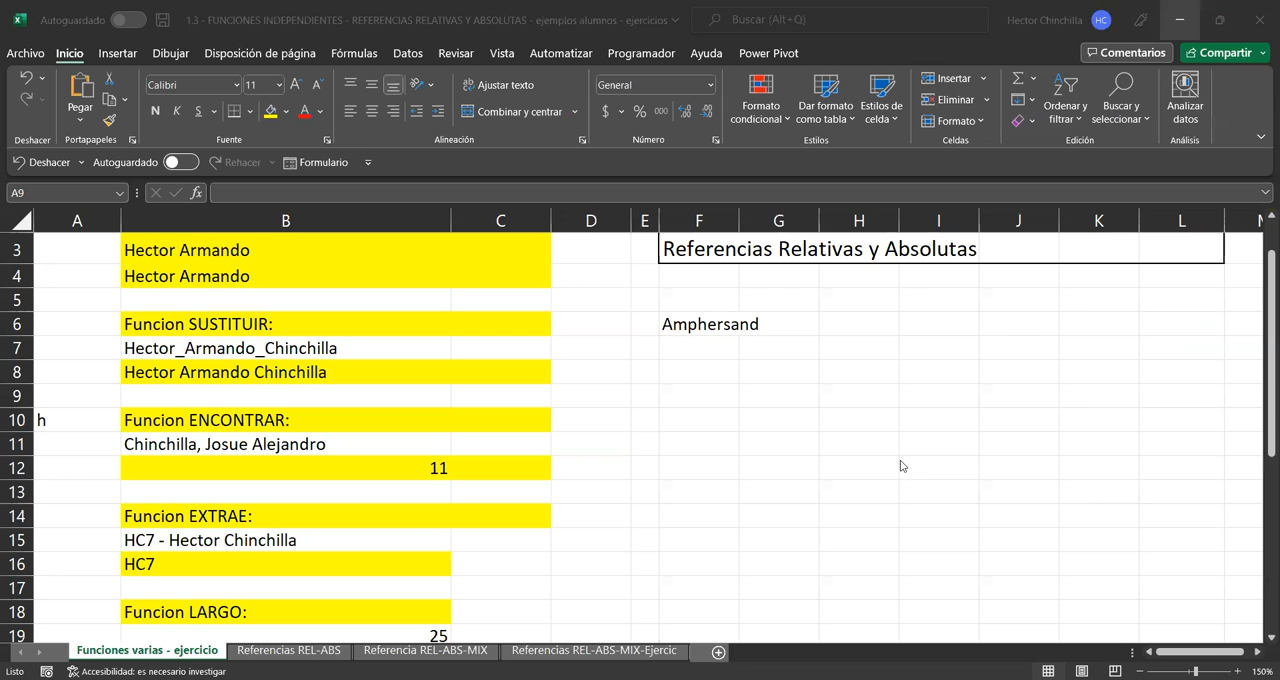 Autoguardado
1.3 - FUNCIONES INDEPENDIENTES - REFERENCIAS RELATIVAS Y ABSOLUTAS - ejemplos alumnos - ejercicios
Buscar (Alt+Q)
Hector Chinchilla HC
Archivo Inicio Insertar Dibujar Disposición de página Fórmulas Datos Revisar Vista Automatizar Programador Ayuda Power Pivot Comentarios Compartir
Pegar
Calibri 11
N K S
Ajustar texto
Combinar y centrar
General
$ % 000
Formato condicional
Dar formato como tabla
Estilos de celda
Insertar
Eliminar
Formato
Ordenar y filtrar
Buscar y seleccionar
Analizar datos
Deshacer Portapapeles Fuente Alineación Número Estilos Celdas Edición Análisis
Deshacer Autoguardado Rehacer Formulario
A9 fx
A B C D E F G H I J K L
3 Hector Armando Referencias Relativas y Absolutas
4 Hector Armando
5
6 Funcion SUSTITUIR: Amphersand
7 Hector_Armando_Chinchilla
8 Hector Armando Chinchilla
9
10 h Funcion ENCONTRAR:
11 Chinchilla, Josue Alejandro
12 11
13
14 Funcion EXTRAE:
15 HC7 - Hector Chinchilla
16 HC7
17
18 Funcion LARGO:
19 25
Funciones varias - ejercicio Referencias REL-ABS Referencia REL-ABS-MIX Referencias REL-ABS-MIX-Ejercic
Listo Accesibilidad: es necesario investigar 150%